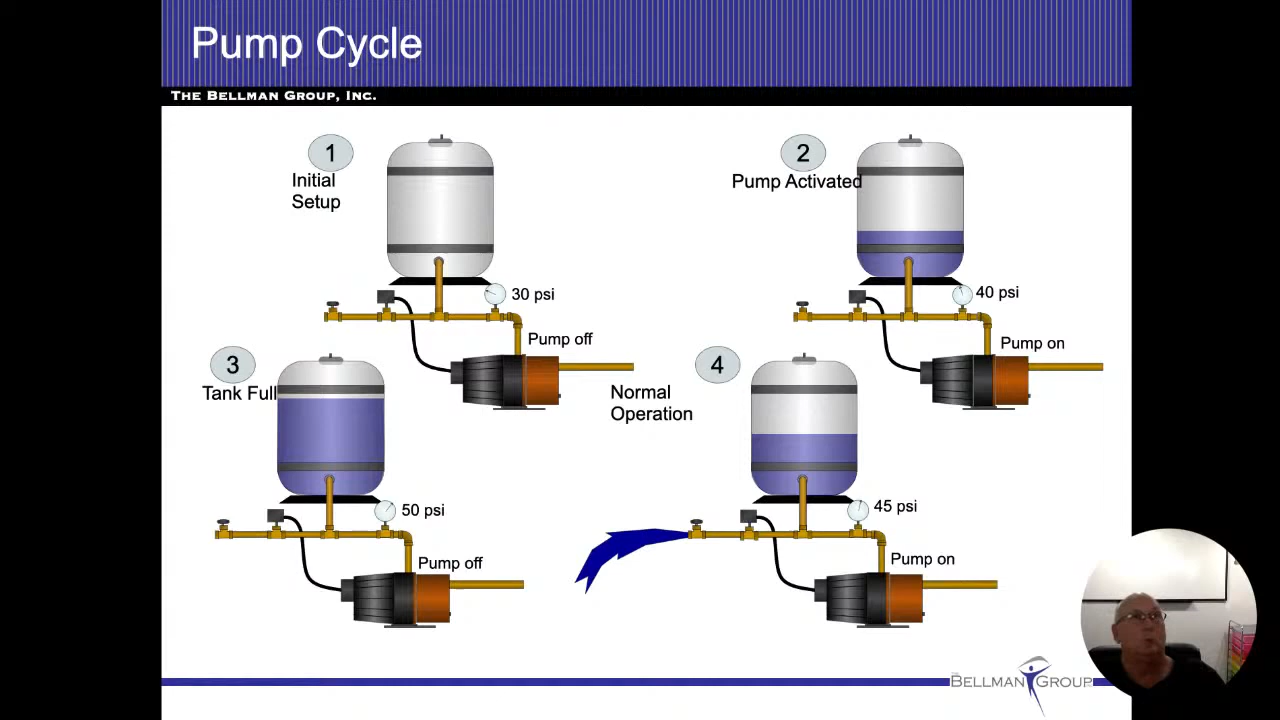 Pump Cycle
THE BELLMAN GROUP, INC.
1
Initial
Setup
30 psi
Pump off
2
Pump Activated
40 psi
Pump on
3
Tank Full
50 psi
Pump off
4
Normal
Operation
45 psi
Pump on
THE
BELLMAN GROUP